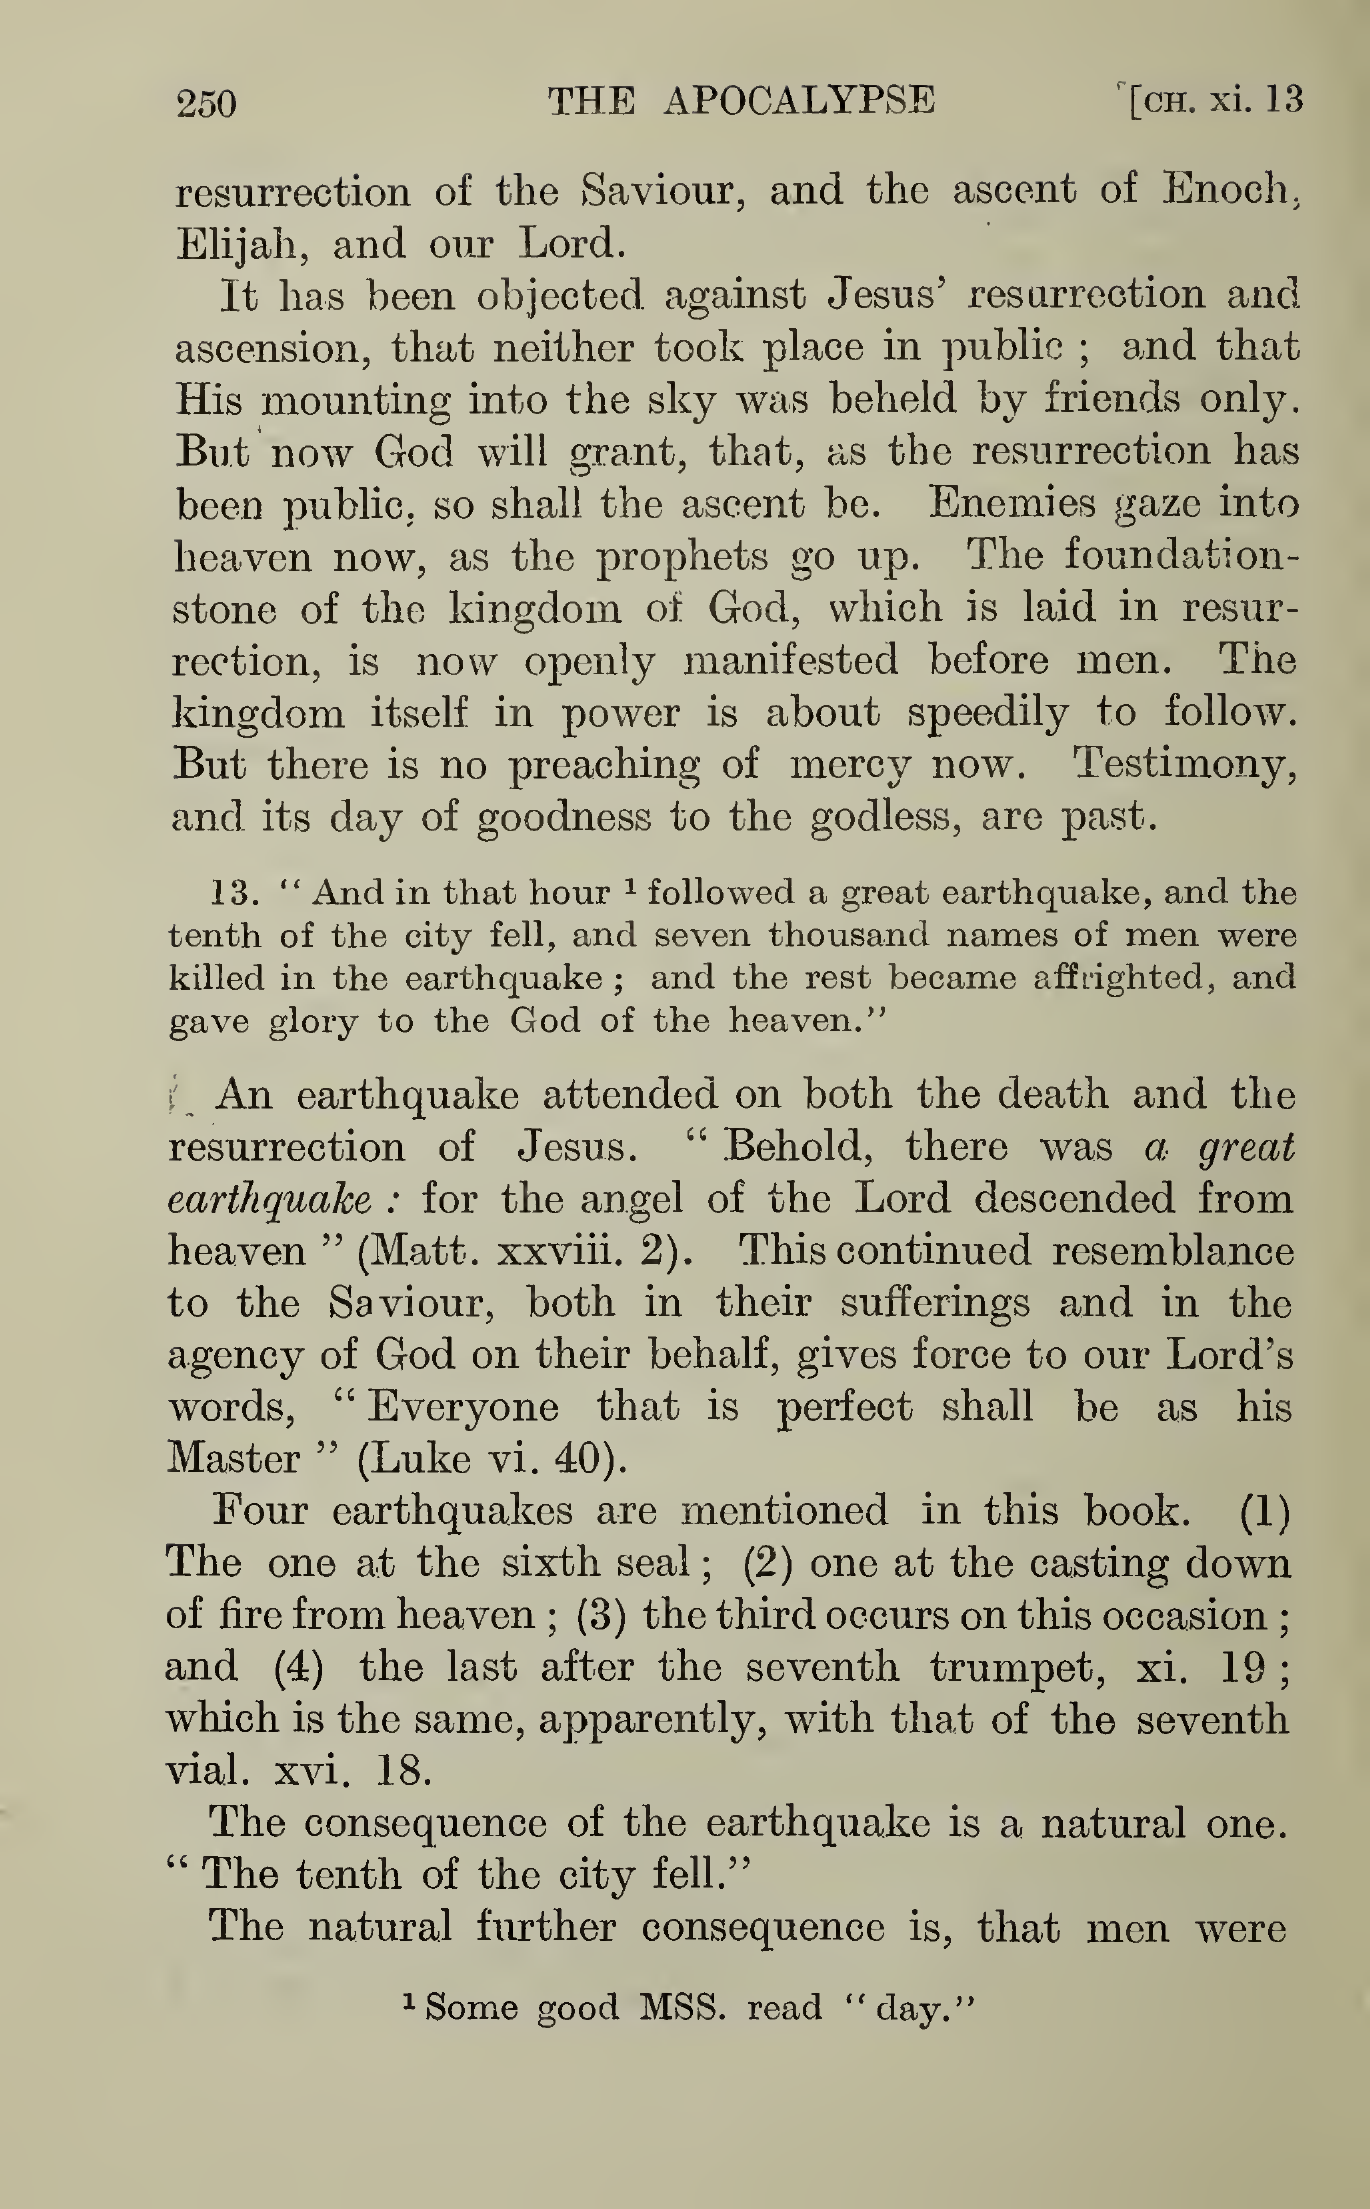 250 THE APOCALYPSE [CH. xi. 13
resurrection of the Saviour, and the ascent of Enoch,
Elijah, and our Lord.
It has been objected against Jesus’ resurrection and
ascension, that neither took place in public ; and that
His mounting into the sky was beheld by friends only.
But now God will grant, that, as the resurrection has
been public, so shall the ascent be. Enemies gaze into
heaven now, as the prophets go up. The foundation-
stone of the kingdom of God, which is laid in resur-
rection, is now openly manifested before men. The
kingdom itself in power is about speedily to follow.
But there is no preaching of mercy now. Testimony,
and its day of goodness to the godless, are past.
13. “ And in that hour ¹ followed a great earthquake, and the
tenth of the city fell, and seven thousand names of men were
killed in the earthquake ; and the rest became affrighted, and
gave glory to the God of the heaven.”
An earthquake attended on both the death and the
resurrection of Jesus. “ Behold, there was a great
earthquake : for the angel of the Lord descended from
heaven ” (Matt. xxviii. 2). This continued resemblance
to the Saviour, both in their sufferings and in the
agency of God on their behalf, gives force to our Lord’s
words, “ Everyone that is perfect shall be as his
Master ” (Luke vi. 40).
Four earthquakes are mentioned in this book. (1)
The one at the sixth seal ; (2) one at the casting down
of fire from heaven ; (3) the third occurs on this occasion ;
and (4) the last after the seventh trumpet, xi. 19 ;
which is the same, apparently, with that of the seventh
vial. xvi. 18.
The consequence of the earthquake is a natural one.
“ The tenth of the city fell.”
The natural further consequence is, that men were
¹ Some good MSS. read “ day.”